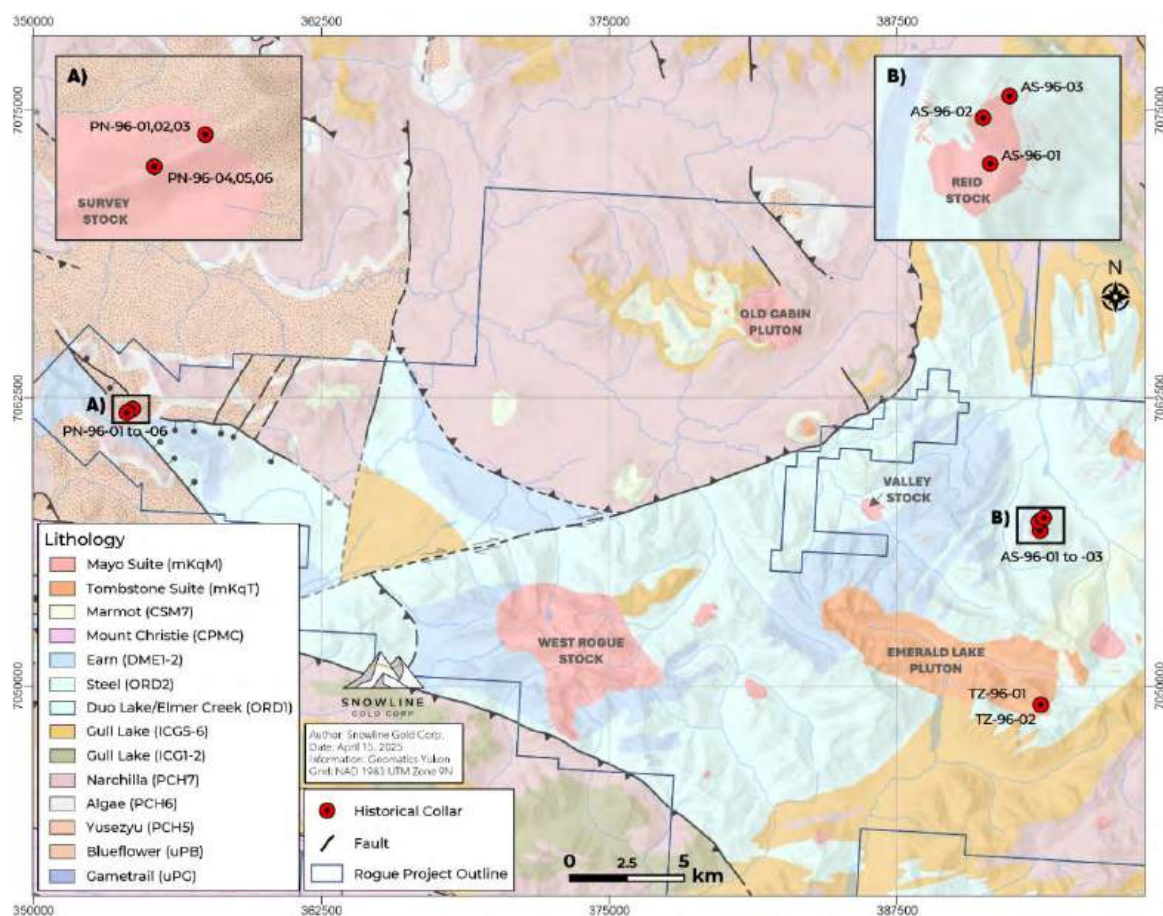 350000 362500 375000 387500
7075000 7075000
A)
PN-96-01,02,03
PN-96-04,05,06
SURVEY
STOCK
B)
AS-96-03
AS-96-02
AS-96-01
REID
STOCK
N
OLD CABIN
PLUTON
7062500 7062500
A)
PN-96-01 to -06
VALLEY
STOCK
B)
AS-96-01 to -03
WEST ROGUE
STOCK
EMERALD LAKE
PLUTON
TZ-96-01
TZ-96-02
7050000 7050000
Lithology
Mayo Suite (mKqM)
Tombstone Suite (mKqT)
Marmot (CSM7)
Mount Christie (CPMC)
Earn (DME1-2)
Steel (ORD2)
Duo Lake/Elmer Creek (ORD1)
Gull Lake (ICG5-6)
Gull Lake (ICG1-2)
Narchilla (PCH7)
Algae (PCH6)
Yusezyu (PCH5)
Blueflower (uPB)
Gametrail (uPG)
SNOWLINE
GOLD CORP
Author: Snowline Gold Corp.
Date: April 15, 2025
Information: Geomatics Yukon
Grid: NAD 1983 UTM Zone 9N
Historical Collar
Fault
Rogue Project Outline
0 2.5 5
km
350000 362500 375000 387500